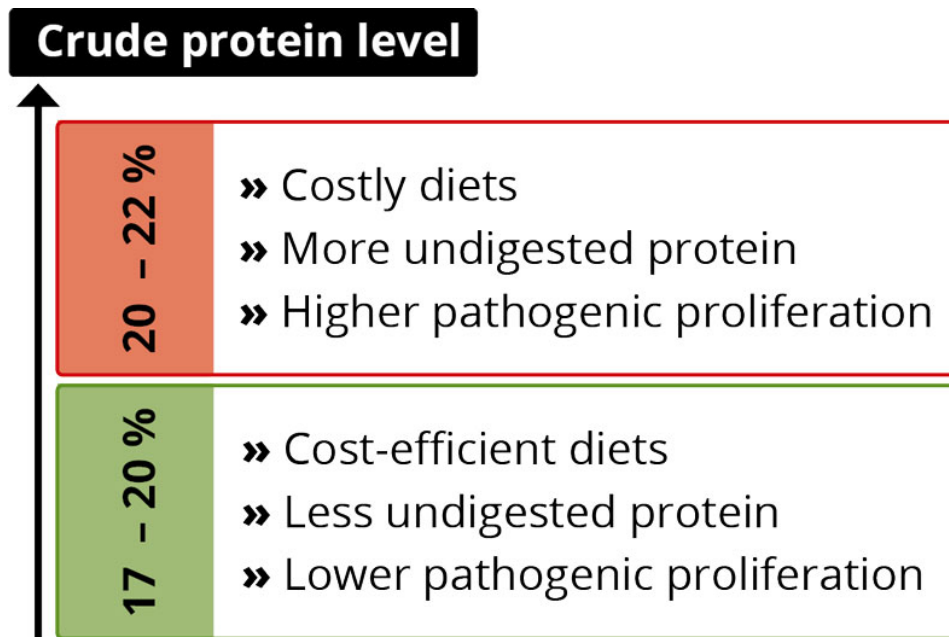 Crude protein level
20 – 22 %
» Costly diets
» More undigested protein
» Higher pathogenic proliferation
17 – 20 %
» Cost-efficient diets
» Less undigested protein
» Lower pathogenic proliferation